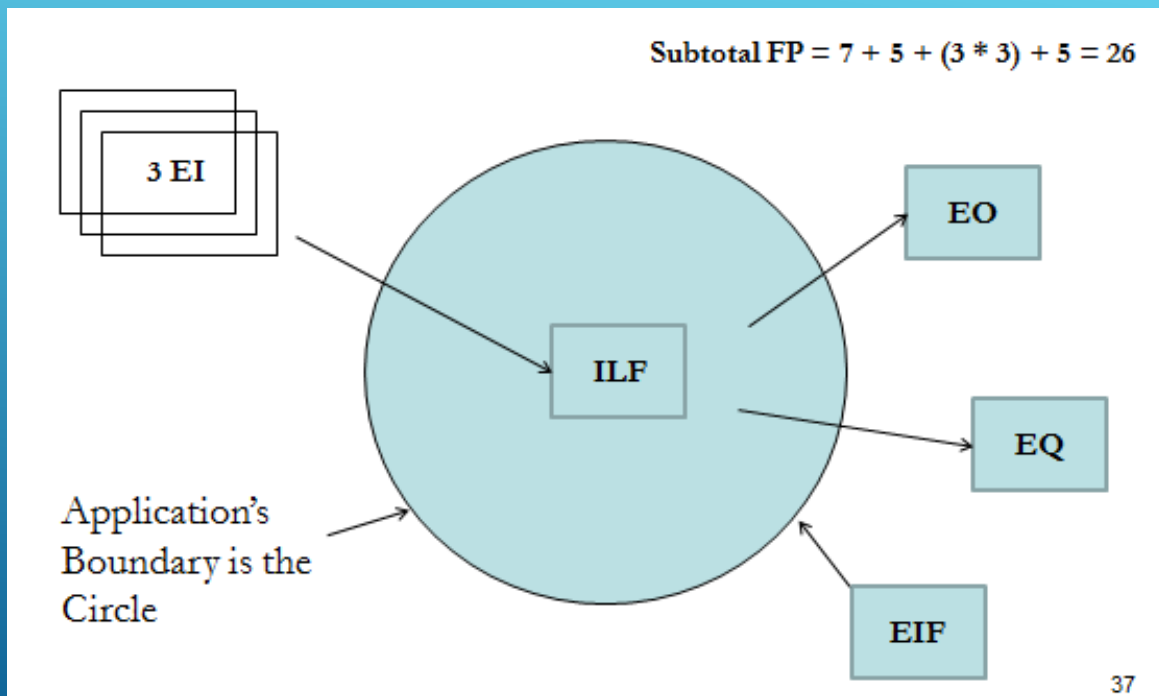 Subtotal FP = 7 + 5 + (3 * 3) + 5 = 26
3 EI
EO
ILF
EQ
Application's
Boundary is the
Circle
EIF
37